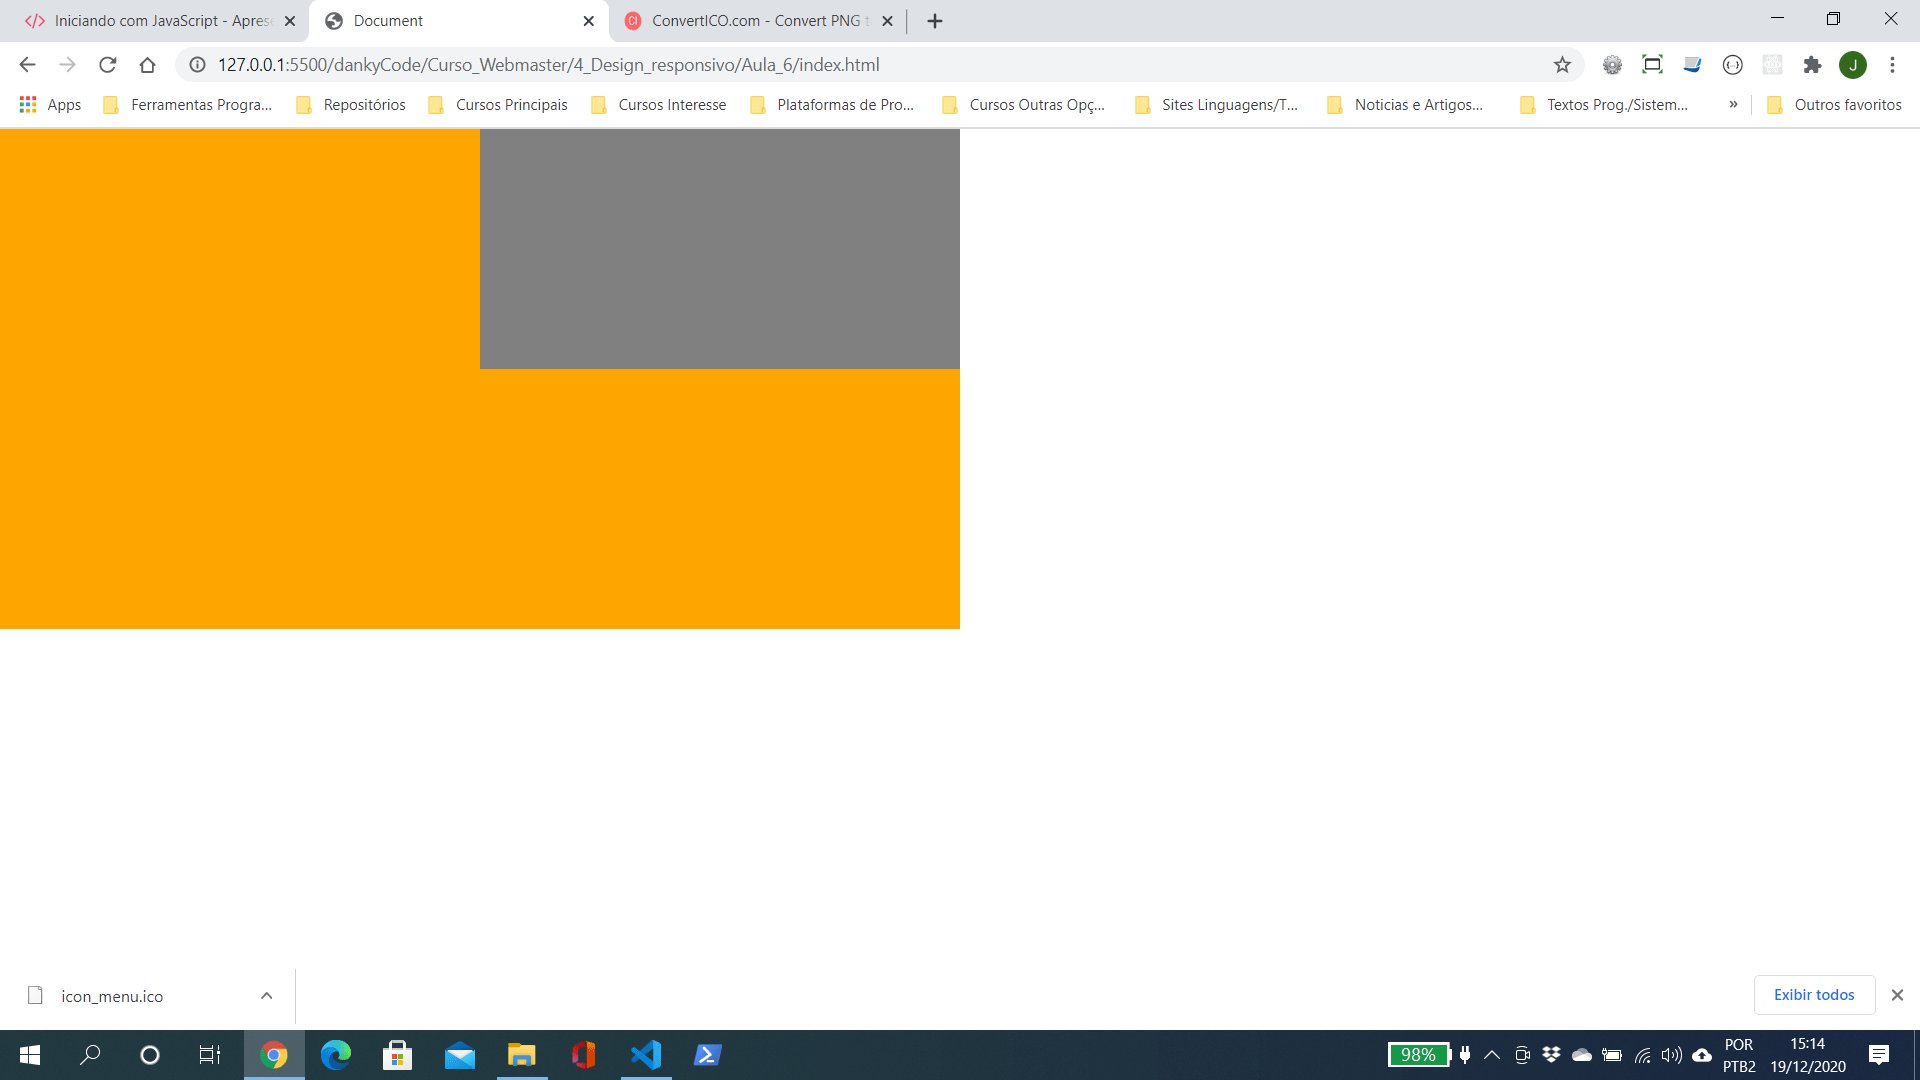 Iniciando com JavaScript - Aprese
Document
ConvertICO.com - Convert PNG t
127.0.0.1:5500/dankyCode/Curso_Webmaster/4_Design_responsivo/Aula_6/index.html
J
Apps
Ferramentas Progra...
Repositórios
Cursos Principais
Cursos Interesse
Plataformas de Pro...
Cursos Outras Opç...
Sites Linguagens/T...
Noticias e Artigos...
Textos Prog./Sistem...
»
Outros favoritos
icon_menu.ico
Exibir todos
98%
POR
PTB2
15:14
19/12/2020